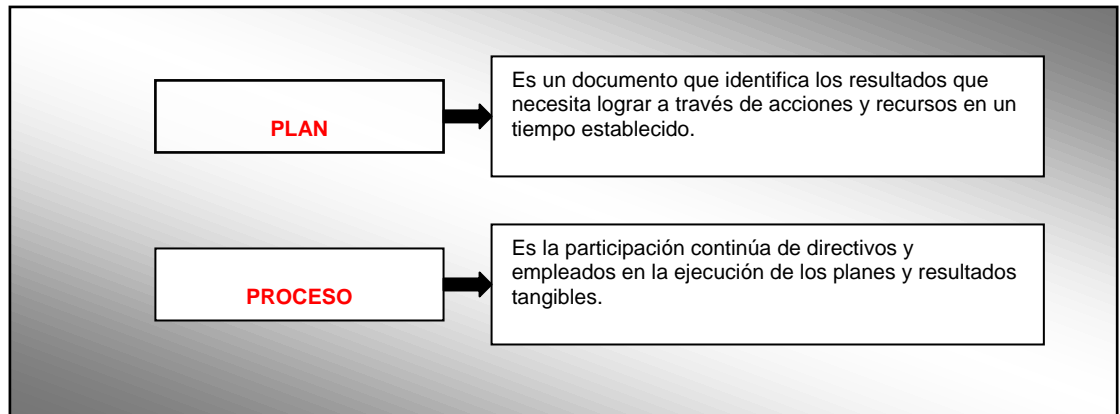 PLAN
Es un documento que identifica los resultados que
necesita lograr a través de acciones y recursos en un
tiempo establecido.
PROCESO
Es la participación continúa de directivos y
empleados en la ejecución de los planes y resultados
tangibles.